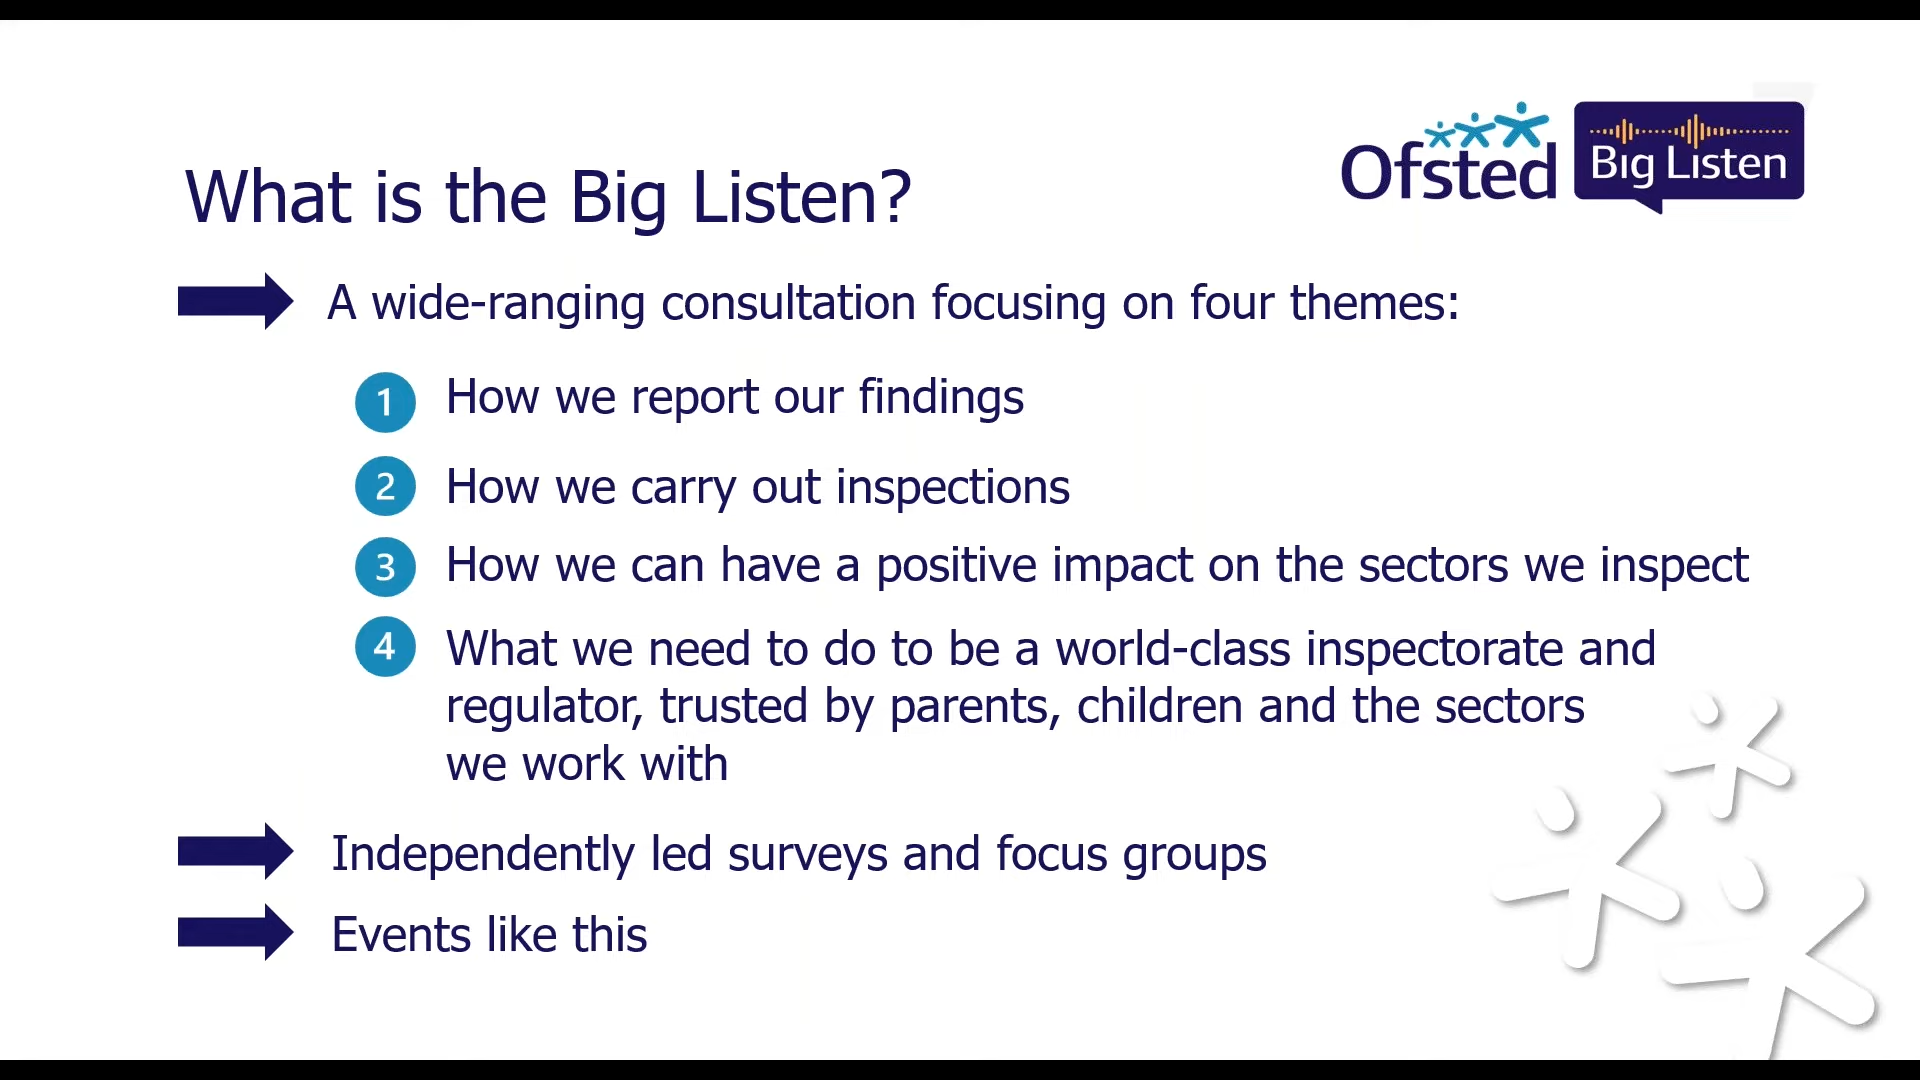 Ofsted
Big Listen
What is the Big Listen?
A wide-ranging consultation focusing on four themes:
1 How we report our findings
2 How we carry out inspections
3 How we can have a positive impact on the sectors we inspect
4 What we need to do to be a world-class inspectorate and
regulator, trusted by parents, children and the sectors
we work with
Independently led surveys and focus groups
Events like this